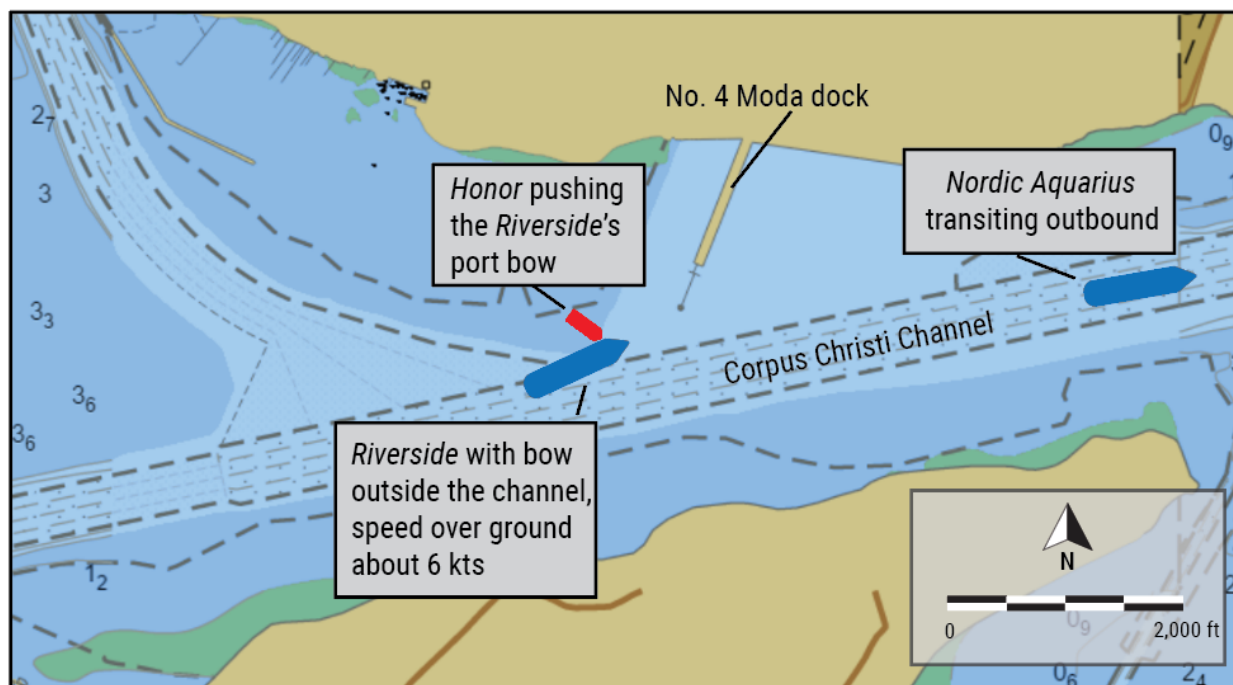 No. 4 Moda dock
2₇
0₉
Honor pushing
the Riverside's
port bow
Nordic Aquarius
transiting outbound
3
3₃
Corpus Christi Channel
3₆
3₆
Riverside with bow
outside the channel,
speed over ground
about 6 kts
N
1₂
0
2,000 ft
0₉
2
0₆
2₄